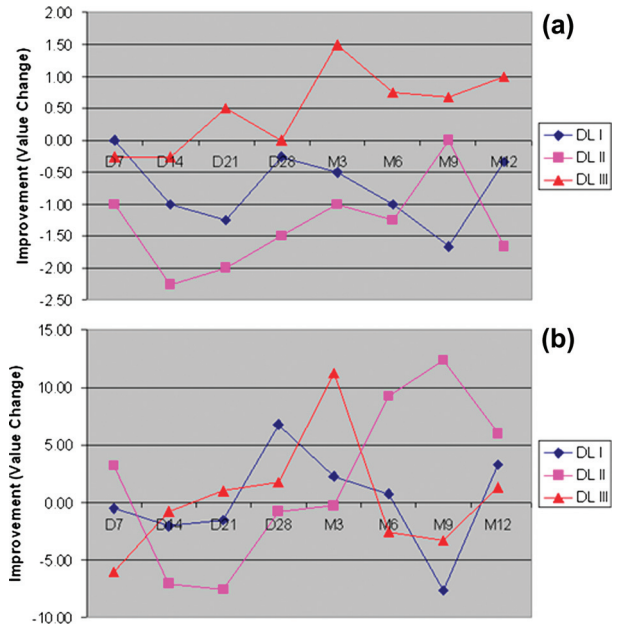 (a)
Improvement (Value Change)
2.00
1.50
1.00
0.50
0.00
-0.50
-1.00
-1.50
-2.00
-2.50
D7 D14 D21 D28 M3 M6 M9 M12
DL I
DL II
DL III
(b)
Improvement (Value Change)
15.00
10.00
5.00
0.00
-5.00
-10.00
D7 D14 D21 D28 M3 M6 M9 M12
DL I
DL II
DL III